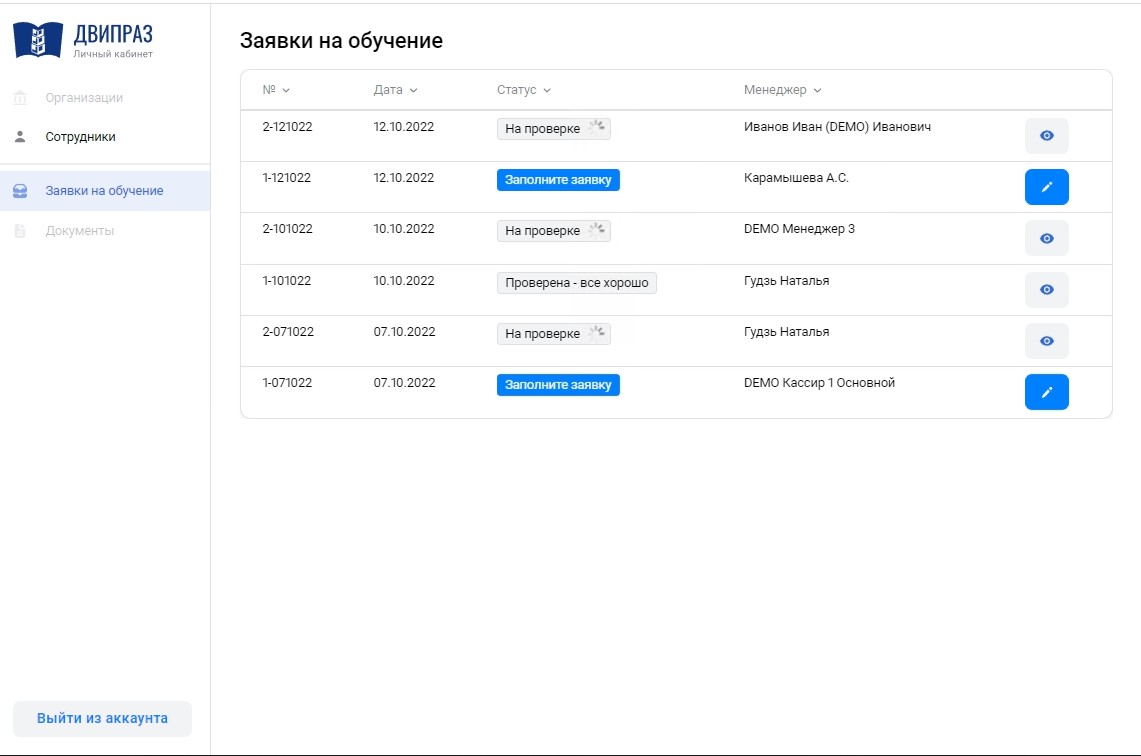 ДВИПРАЗ
Личный кабинет
Организации
Сотрудники
Заявки на обучение
Документы
Выйти из аккаунта
Заявки на обучение
№ Дата Статус Менеджер
2-121022 12.10.2022 На проверке Иванов Иван (DEMO) Иванович
1-121022 12.10.2022 Заполните заявку Карамышева А.С.
2-101022 10.10.2022 На проверке DEMO Менеджер 3
1-101022 10.10.2022 Проверена - все хорошо Гудзь Наталья
2-071022 07.10.2022 На проверке Гудзь Наталья
1-071022 07.10.2022 Заполните заявку DEMO Кассир 1 Основной